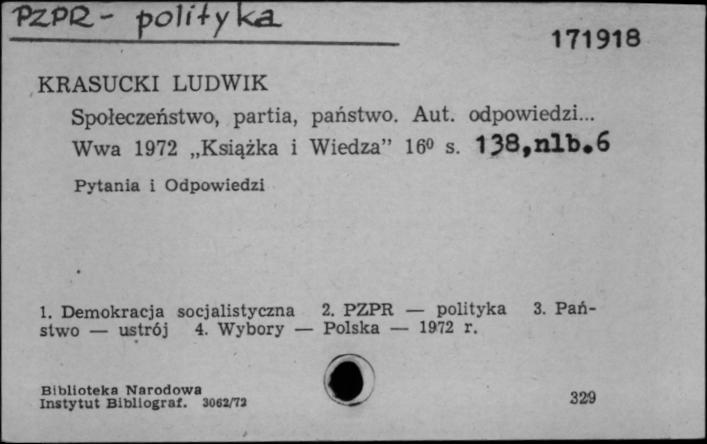 PZPR - polityka
171918
KRASUCKI LUDWIK
Społeczeństwo, partia, państwo. Aut. odpowiedzi...
Wwa 1972 „Książka i Wiedza” 16⁰ s. 138,nlb.6
Pytania i Odpowiedzi
1. Demokracja socjalistyczna 2. PZPR — polityka 3. Pań-
stwo — ustrój 4. Wybory — Polska — 1972 r.
Biblioteka Narodowa
Instytut Bibliograf. 3062/72
329